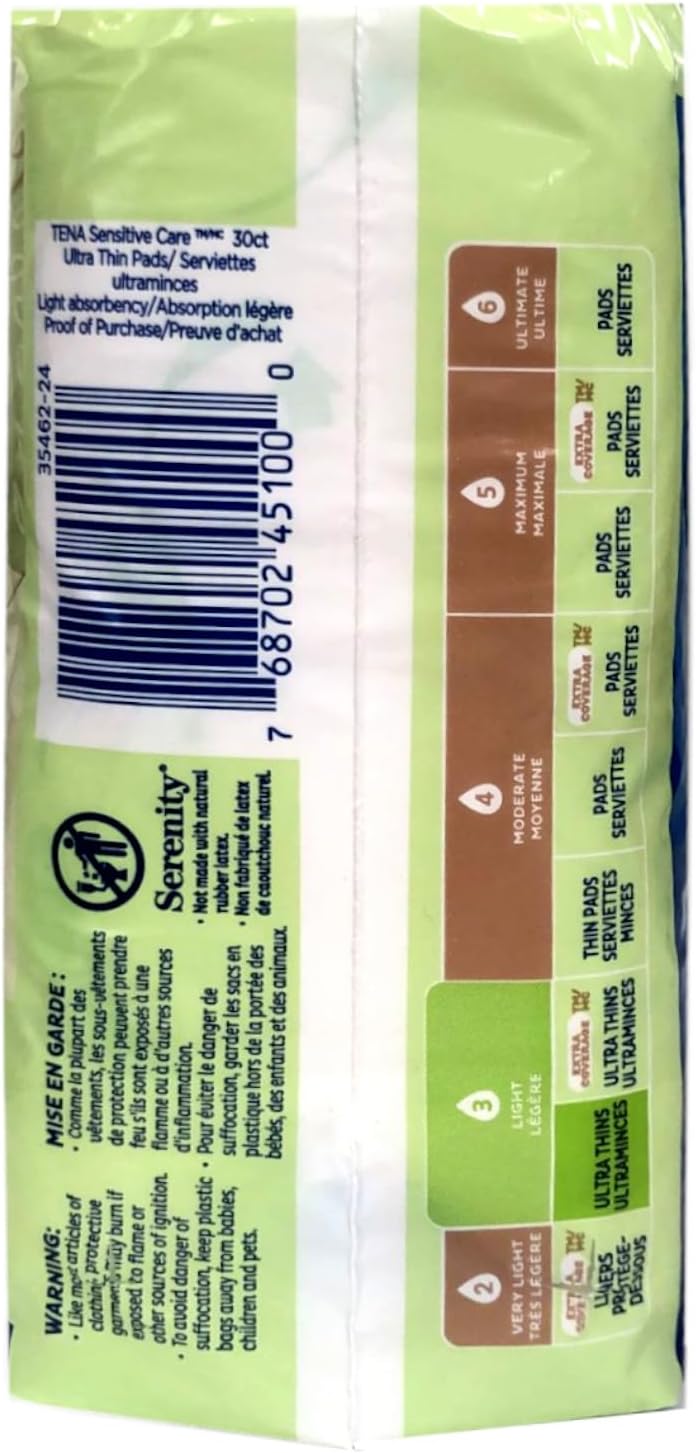 TENA Sensitive Care ™/MC 30ct
Ultra Thin Pads/ Serviettes
ultraminces
Light absorbency/Absorption légère
Proof of Purchase/Preuve d'achat
35462-24
7 68702 45100 0
Serenity®
• Not made with natural
rubber latex.
• Non fabriqué de latex
de caoutchouc naturel.
MISE EN GARDE :
• Comme la plupart des
vêtements, les sous-vêtements
de protection peuvent prendre
feu s'ils sont exposés à une
flamme ou à d'autres sources
d'inflammation.
• Pour éviter le danger de
suffocation, garder les sacs en
plastique hors de la portée des
bébés, des enfants et des animaux.
WARNING:
• Like most articles of
clothing protective
garments may burn if
exposed to flame or
other sources of ignition.
• To avoid danger of
suffocation, keep plastic
bags away from babies,
children and pets.
2
VERY LIGHT
TRÈS LÉGÈRE
3
LIGHT
LÉGÈRE
4
MODERATE
MOYENNE
5
MAXIMUM
MAXIMALE
6
ULTIMATE
ULTIME
EXTRA
COVERAGE TM/MC
LINERS
PROTÈGE-
DESSOUS
ULTRA THINS
ULTRAMINCES
EXTRA
COVERAGE TM/MC
ULTRA THINS
ULTRAMINCES
THIN PADS
SERVIETTES
MINCES
PADS
SERVIETTES
EXTRA
COVERAGE TM/MC
PADS
SERVIETTES
PADS
SERVIETTES
EXTRA
COVERAGE TM/MC
PADS
SERVIETTES
PADS
SERVIETTES